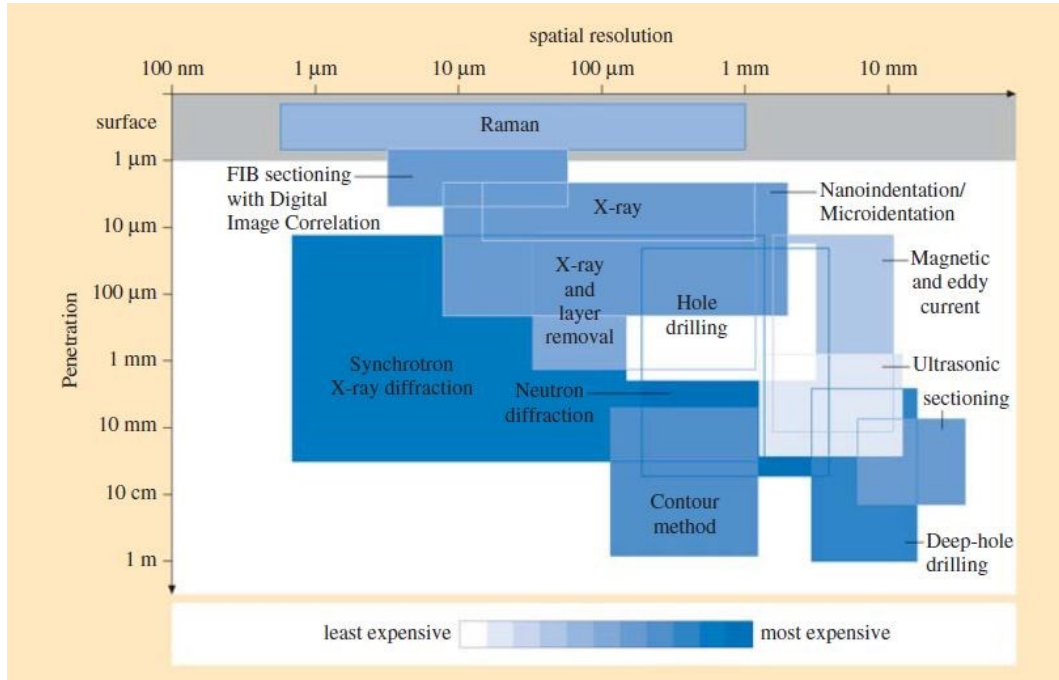 spatial resolution
100 nm 1 µm 10 µm 100 µm 1 mm 10 mm
Penetration
surface
1 µm
10 µm
100 µm
1 mm
10 mm
10 cm
1 m
Raman
FIB sectioning
with Digital
Image Correlation
X-ray
Nanoindentation/
Microidentation
X-ray
and
layer
removal
Hole
drilling
Magnetic
and eddy
current
Synchrotron
X-ray diffraction
Neutron
diffraction
Ultrasonic
sectioning
Contour
method
Deep-hole
drilling
least expensive most expensive